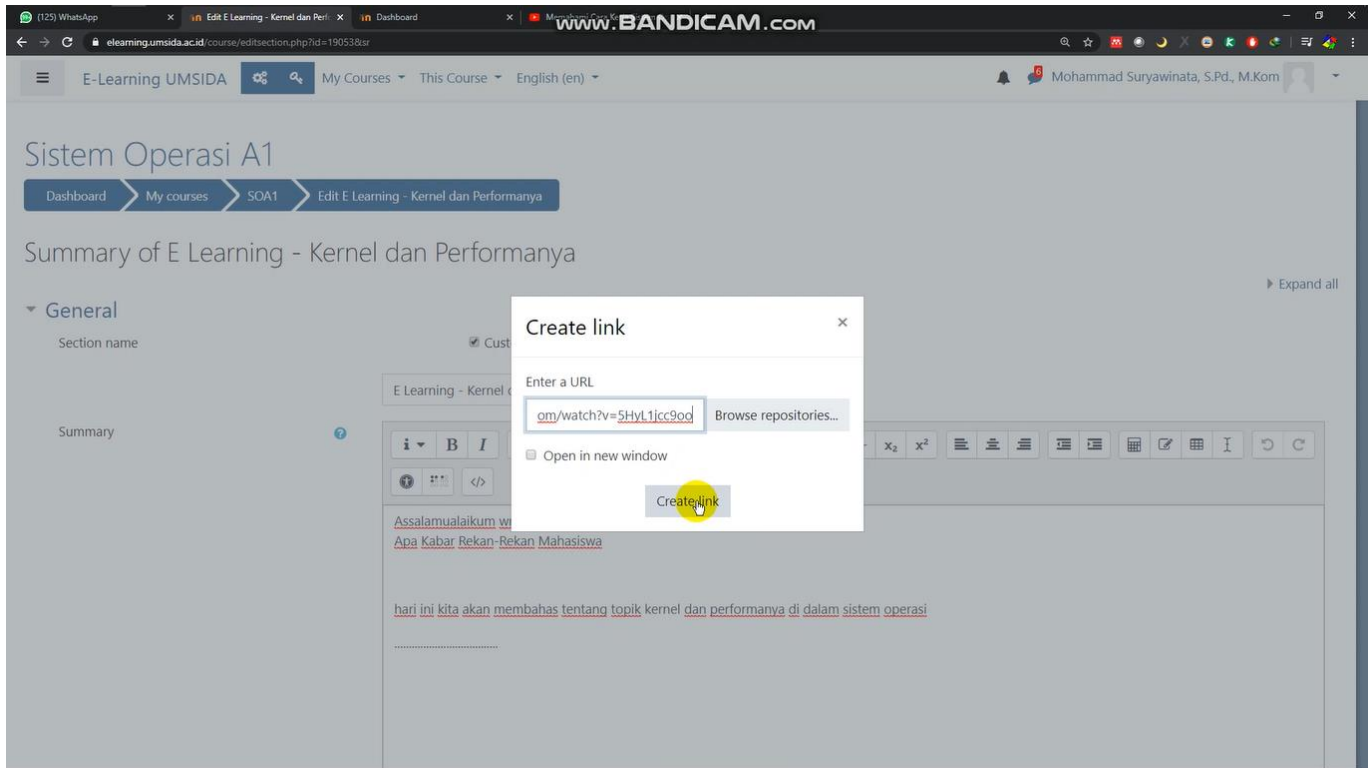 (125) WhatsApp
Edit E Learning - Kernel dan Perf
Dashboard
www.BANDICAM.com
elearning.umsida.ac.id/course/editsection.php?id=19053&sr
E-Learning UMSIDA
My Courses
This Course
English (en)
6
Mohammad Suryawinata, S.Pd., M.Kom
Sistem Operasi A1
Dashboard
My courses
SOA1
Edit E Learning - Kernel dan Performanya
Summary of E Learning - Kernel dan Performanya
Expand all
General
Section name
Cust
E Learning - Kernel
Create link
×
Enter a URL
om/watch?v=5HyL1jcc9oo
Browse repositories...
Open in new window
Create link
Summary
i B I
x₂ x²
Assalamualaikum
Apa Kabar Rekan-Rekan Mahasiswa
hari ini kita akan membahas tentang topik kernel dan performanya di dalam sistem operasi